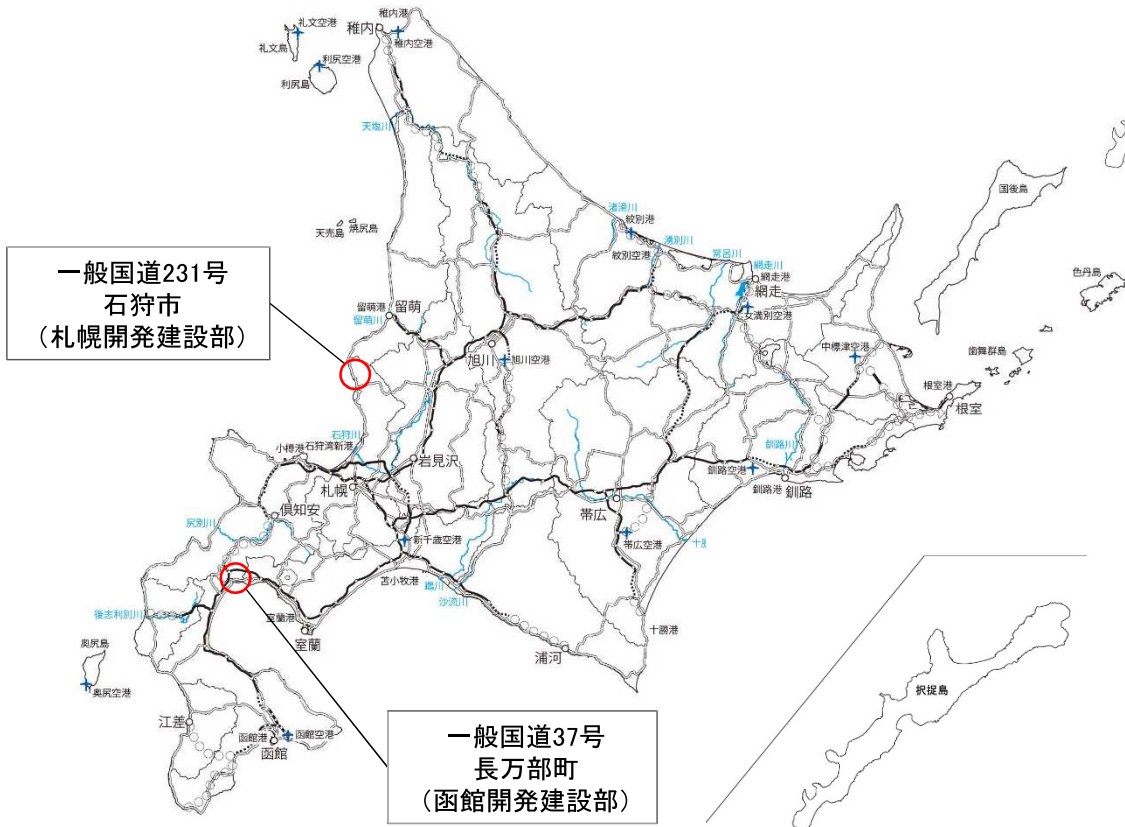 礼文空港
礼文島
利尻空港
利尻島
稚内
稚内港
稚内空港
天塩川
天売島
焼尻島
渚滑川
紋別港
紋別空港
湧別川
常呂川
網走川
網走港
網走
女満別空港
国後島
色丹島
歯舞群島
中標津空港
根室港
根室
一般国道231号
石狩市
（札幌開発建設部）
留萌港
留萌
留萌川
旭川
旭川空港
石狩川
小樽港
石狩湾新港
岩見沢
札幌
倶知安
尻別川
新千歳空港
苫小牧港
鵡川
沙流川
帯広
帯広空港
釧路川
釧路空港
釧路港
釧路
十勝港
浦河
後志利別川
室蘭港
室蘭
奥尻島
奥尻空港
江差
函館港
函館
函館空港
一般国道37号
長万部町
（函館開発建設部）
択捉島